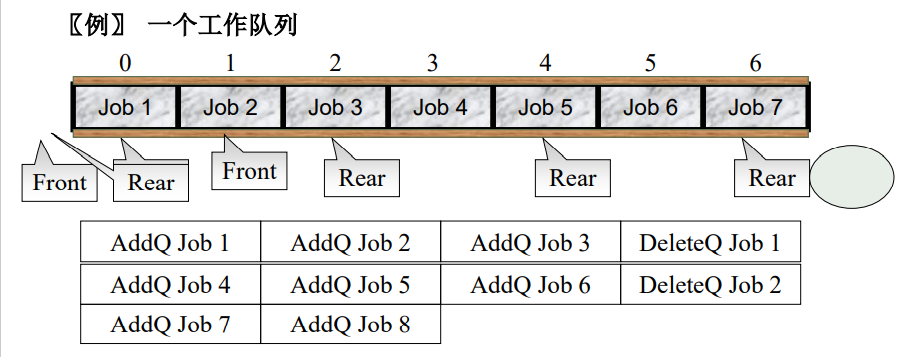 〖例〗 一个工作队列
0 1 2 3 4 5 6
Job 1 Job 2 Job 3 Job 4 Job 5 Job 6 Job 7
Front Rear Front Rear Rear Rear
AddQ Job 1 AddQ Job 2 AddQ Job 3 DeleteQ Job 1
AddQ Job 4 AddQ Job 5 AddQ Job 6 DeleteQ Job 2
AddQ Job 7 AddQ Job 8